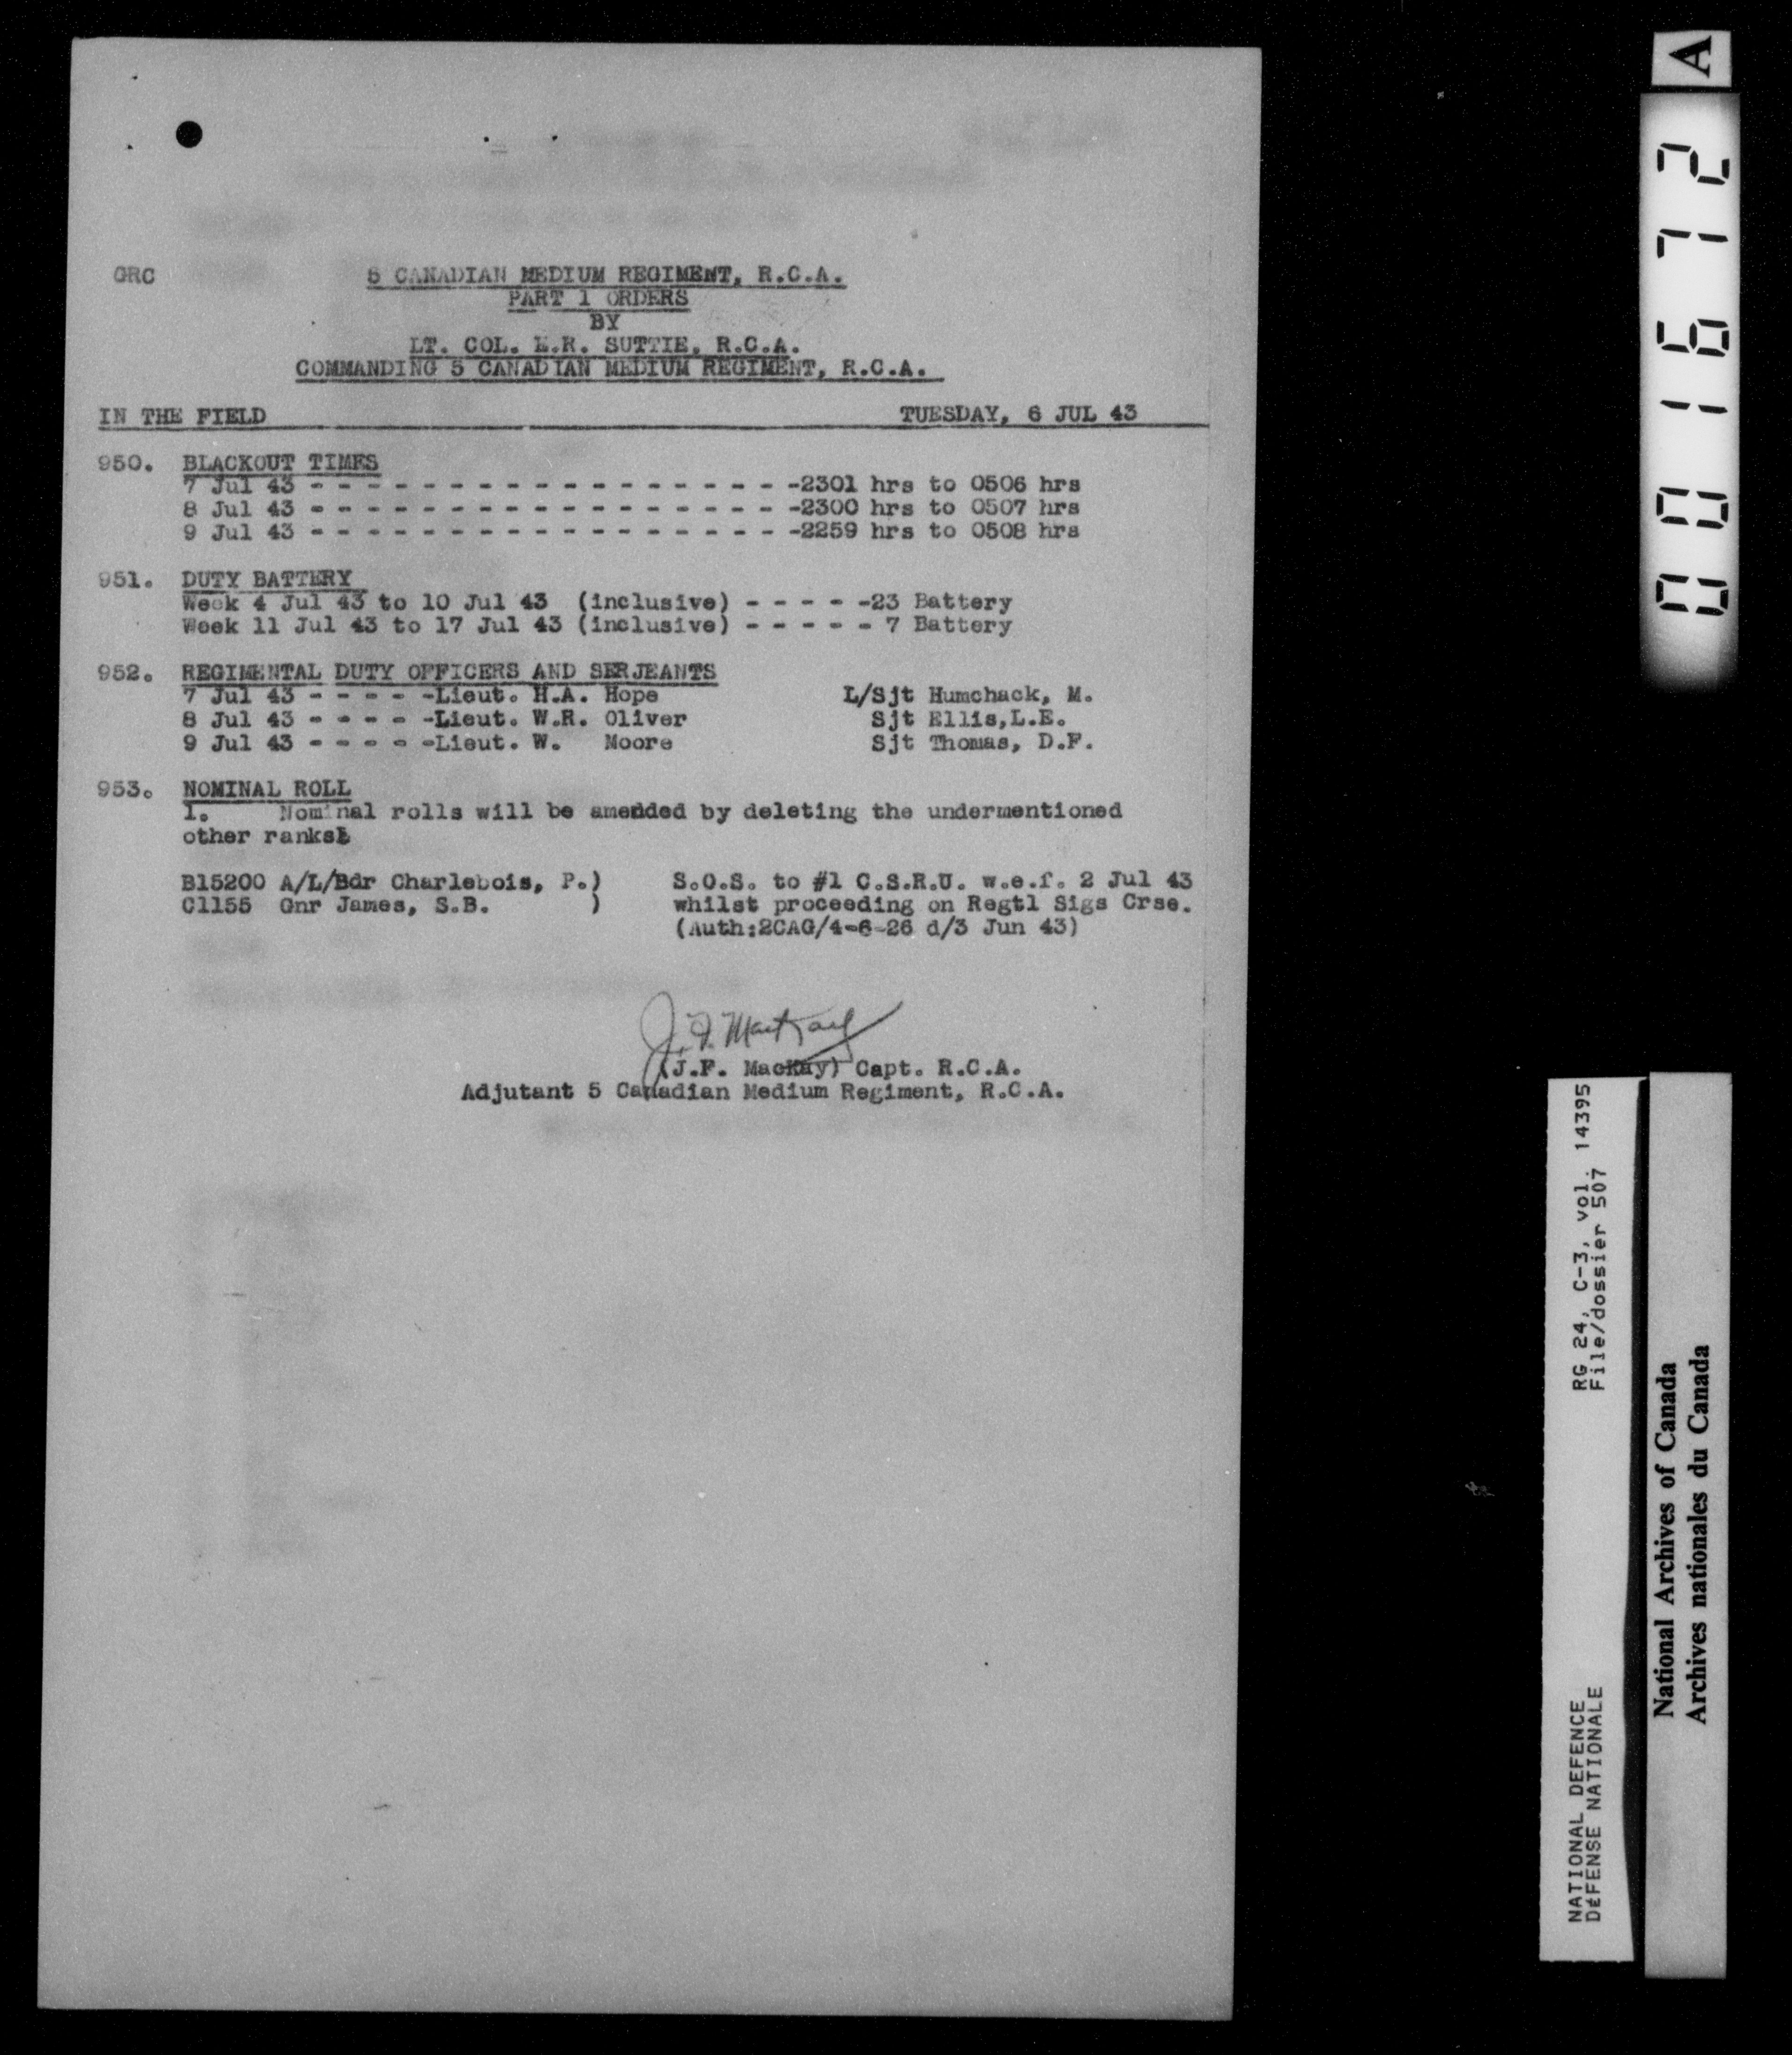 GRC
5 CANADIAN MEDIUM REGIMENT, R.C.A.
PART 1 ORDERS
BY
LT. COL. E.R. SUTTIE, R.C.A.
COMMANDING 5 CANADIAN MEDIUM REGIMENT, R.C.A.
IN THE FIELD TUESDAY, 6 JUL 43
950. BLACKOUT TIMES
7 Jul 43 - - - - - - - - - - - - - - - - - -2301 hrs to 0506 hrs
8 Jul 43 - - - - - - - - - - - - - - - - - -2300 hrs to 0507 hrs
9 Jul 43 - - - - - - - - - - - - - - - - - -2259 hrs to 0508 hrs
951. DUTY BATTERY
Week 4 Jul 43 to 10 Jul 43 (inclusive) - - - - -23 Battery
Week 11 Jul 43 to 17 Jul 43 (inclusive) - - - - - 7 Battery
952. REGIMENTAL DUTY OFFICERS AND SERJEANTS
7 Jul 43 - - - - -Lieut. H.A. Hope L/Sjt Humchack, M.
8 Jul 43 - - - - -Lieut. W.R. Oliver Sjt Ellis,L.E.
9 Jul 43 - - - - -Lieut. W. Moore Sjt Thomas, D.F.
953. NOMINAL ROLL
1. Nominal rolls will be amended by deleting the undermentioned
other ranks:
B15200 A/L/Bdr Charlebois, P.) S.O.S. to #1 C.S.R.U. w.e.f. 2 Jul 43
C1155 Gnr James, S.B. ) whilst proceeding on Regtl Sigs Crse.
(Auth:2CAG/4-6-26 d/3 Jun 43)
J.F. MacKay
(J.F. MacKay) Capt. R.C.A.
Adjutant 5 Canadian Medium Regiment, R.C.A.
A
001672
RG 24, C-3, vol. 14395
File/dossier 507
NATIONAL DEFENCE
DéFENSE NATIONALE
National Archives of Canada
Archives nationales du Canada